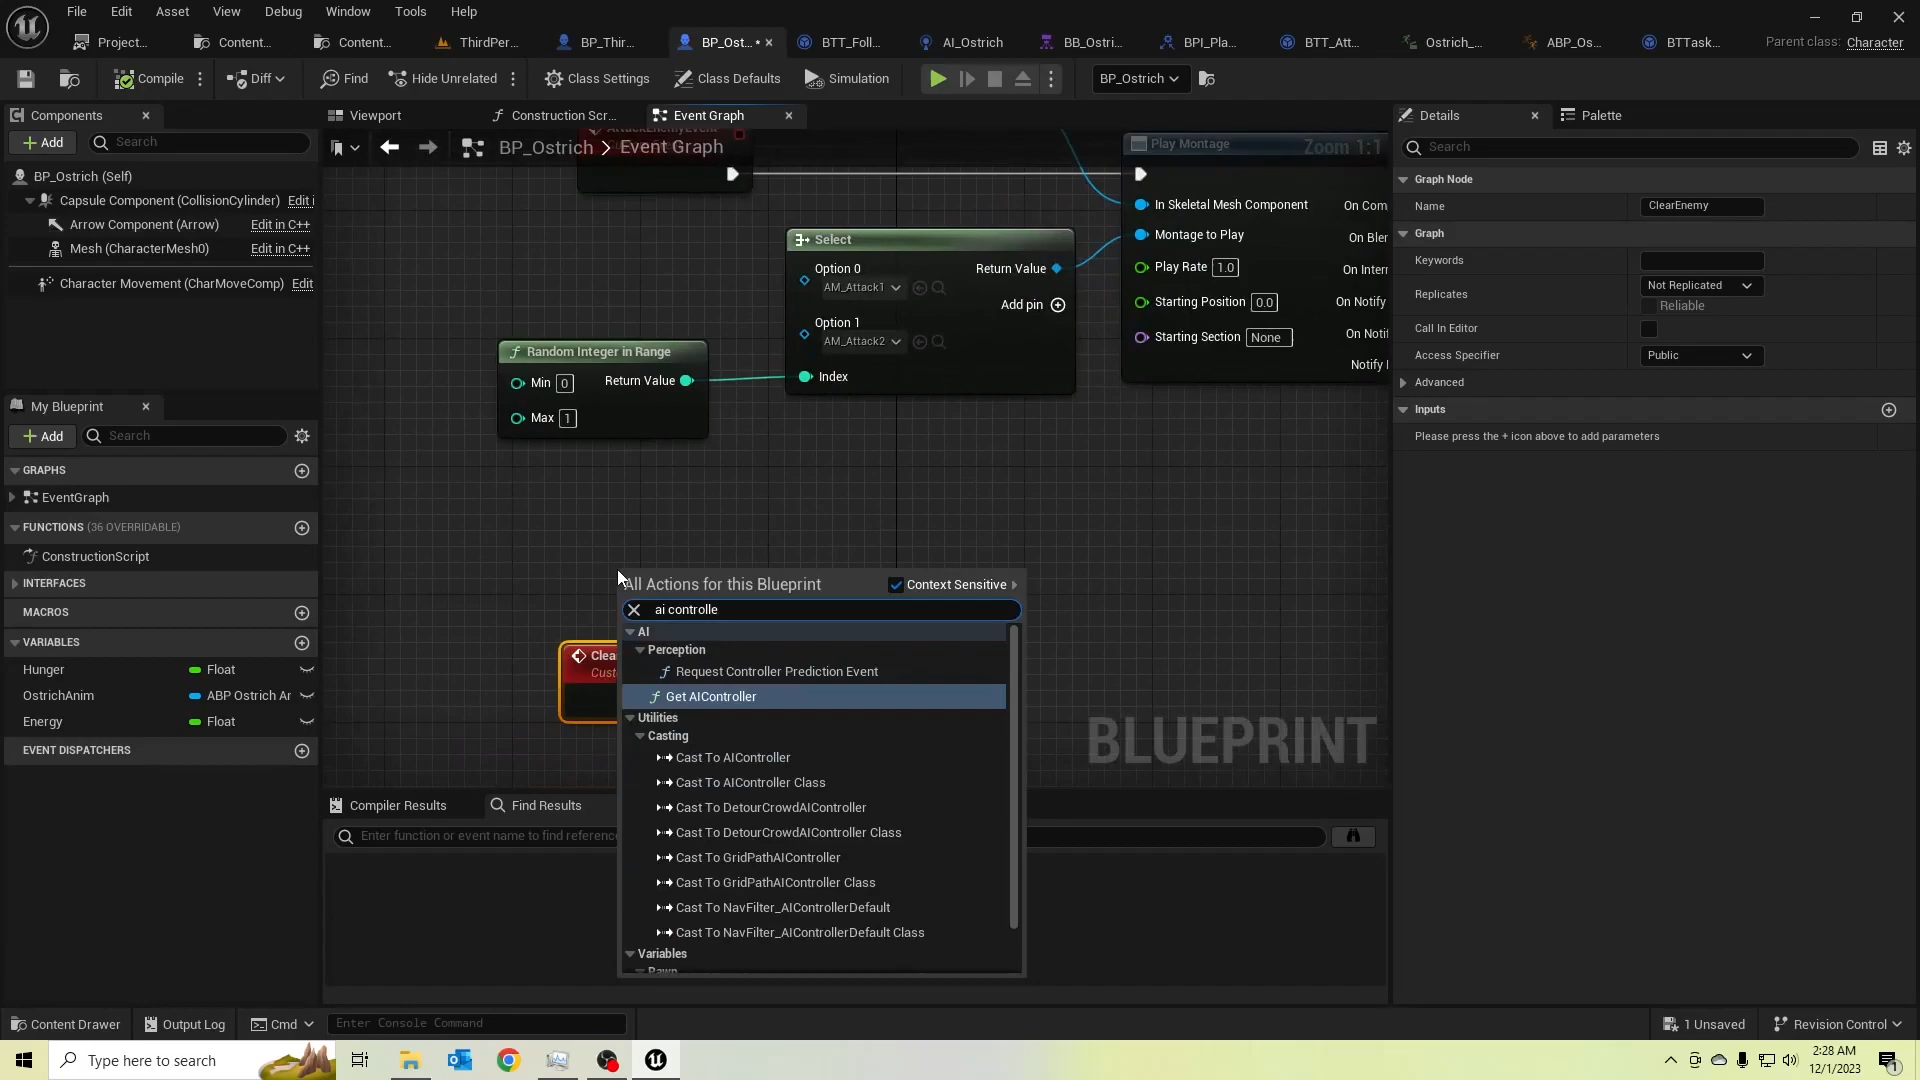 File Edit Asset View Debug Window Tools Help
Project... Content... Content... ThirdPer... BP_Thir... BP_Ost... • BTT_Foll... AI_Ostrich BB_Ostri... BPI_Pla... BTT_Att... Ostrich_... ABP_Os... BTTask... Parent class: Character
Compile Diff Find Hide Unrelated Class Settings Class Defaults Simulation BP_Ostrich
Components Viewport Construction Scr... Event Graph Details Palette
Add Search
BP_Ostrich > Event Graph Zoom 1:1
Search
BP_Ostrich (Self)
Capsule Component (CollisionCylinder) Edit i
Arrow Component (Arrow) Edit in C++
Mesh (CharacterMesh0) Edit in C++
Character Movement (CharMoveComp) Edit
AttackEnemyEvent
Play Montage
In Skeletal Mesh Component On Com
Montage to Play On Blen
Play Rate 1.0 On Interr
Starting Position 0.0 On Notify
Starting Section None On Notif
Notify I
Select
Option 0 Return Value
AM_Attack1
Add pin
Option 1
AM_Attack2
Index
Random Integer in Range
Min 0 Return Value
Max 1
Clea
Custo
All Actions for this Blueprint Context Sensitive
ai controlle
AI
Perception
Request Controller Prediction Event
Get AIController
Utilities
Casting
Cast To AIController
Cast To AIController Class
Cast To DetourCrowdAIController
Cast To DetourCrowdAIController Class
Cast To GridPathAIController
Cast To GridPathAIController Class
Cast To NavFilter_AIControllerDefault
Cast To NavFilter_AIControllerDefault Class
Variables
Pawn
BLUEPRINT
My Blueprint
Add Search
GRAPHS
EventGraph
FUNCTIONS (36 OVERRIDABLE)
ConstructionScript
INTERFACES
MACROS
VARIABLES
Hunger Float
OstrichAnim ABP Ostrich Ar
Energy Float
EVENT DISPATCHERS
Compiler Results Find Results
Enter function or event name to find reference
Graph Node
Name ClearEnemy
Graph
Keywords
Replicates Not Replicated
Reliable
Call In Editor
Access Specifier Public
Advanced
Inputs
Please press the + icon above to add parameters
Content Drawer Output Log Cmd Enter Console Command 1 Unsaved Revision Control
Type here to search
2:28 AM
12/1/2023
1